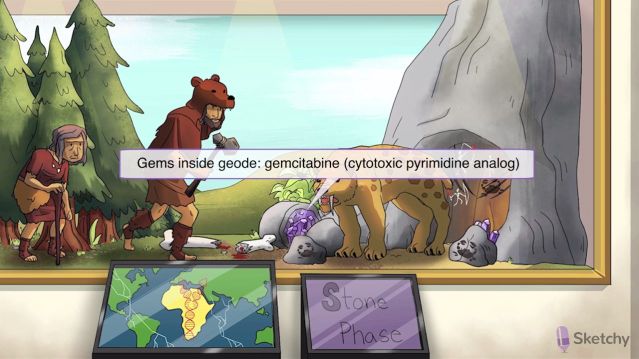 Gems inside geode: gemcitabine (cytotoxic pyrimidine analog)
Stone
Phase
Sketchy